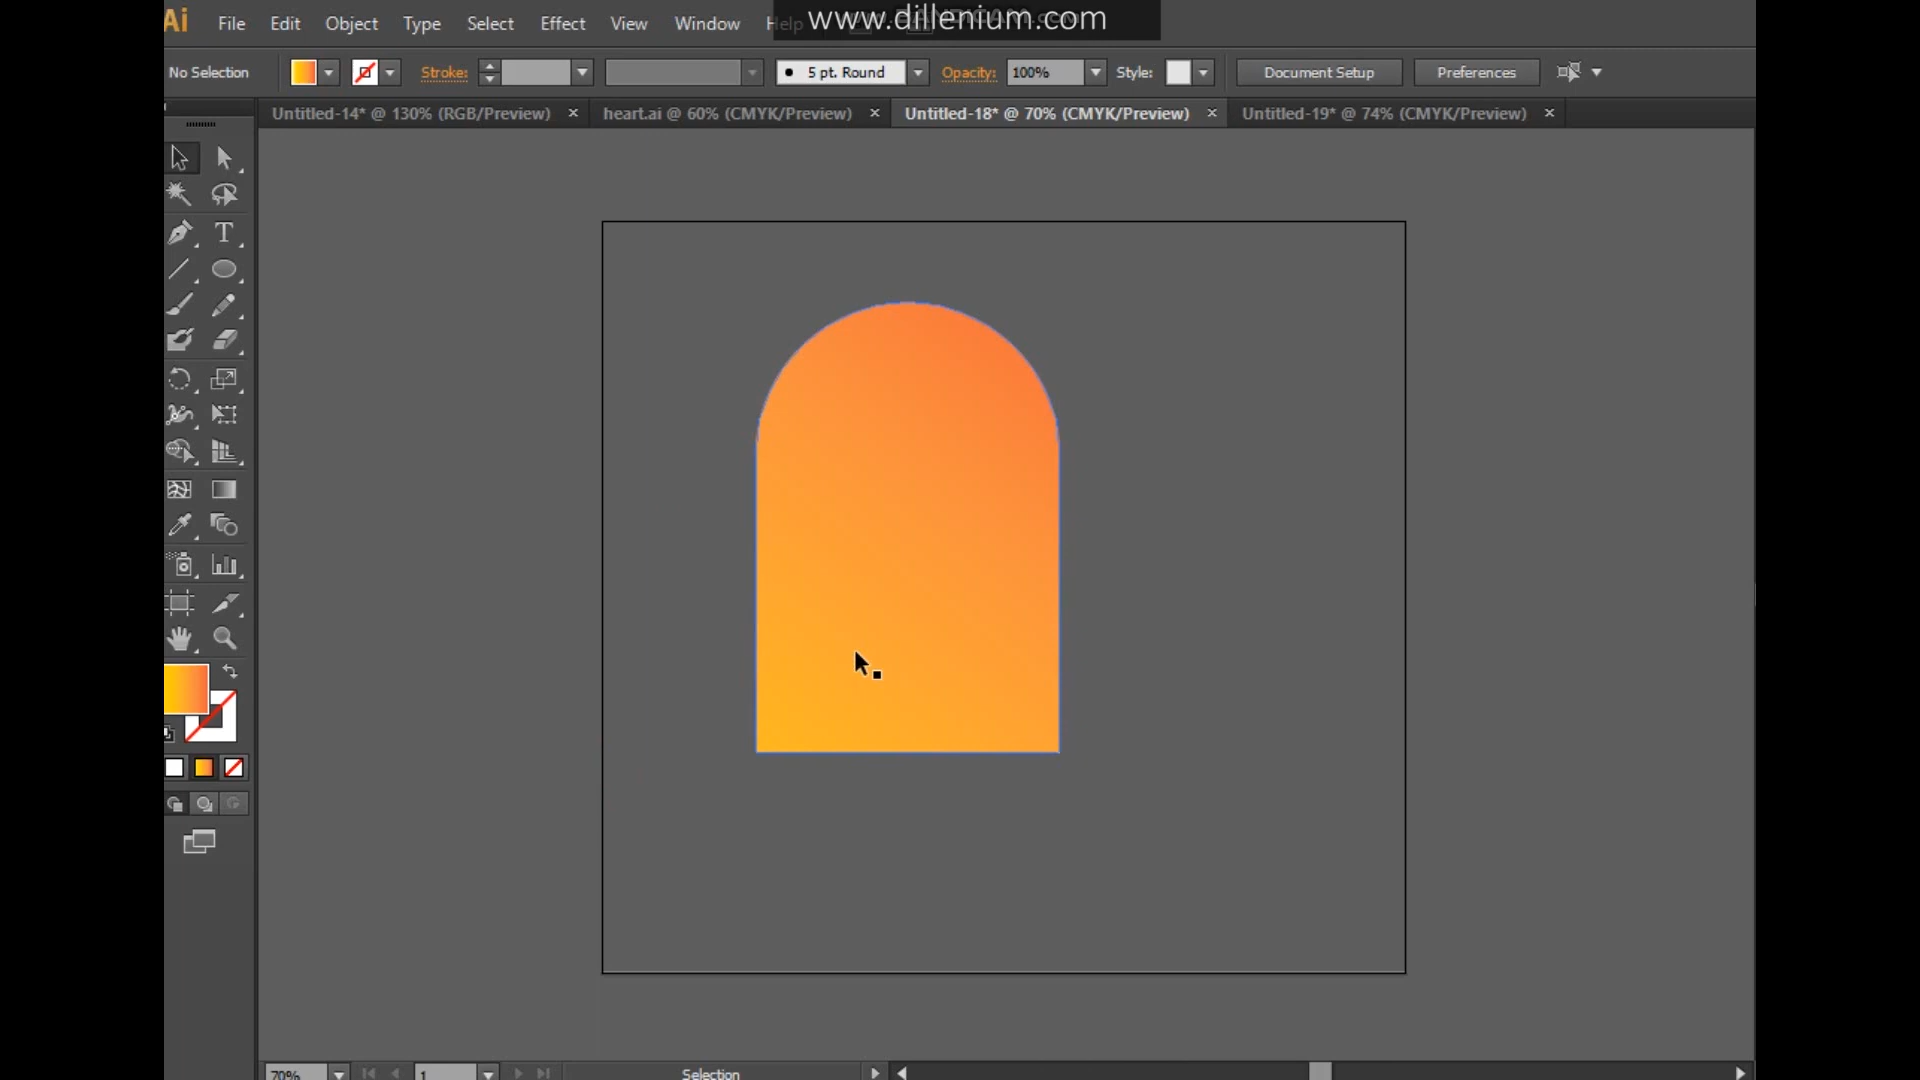 Ai File Edit Object Type Select Effect View Window Help www.dillenium.com
No Selection Stroke: 5 pt. Round Opacity: 100% Style: Document Setup Preferences
Untitled-14* @ 130% (RGB/Preview) × heart.ai @ 60% (CMYK/Preview) × Untitled-18* @ 70% (CMYK/Preview) × Untitled-19* @ 74% (CMYK/Preview) ×
70% 1 Selection